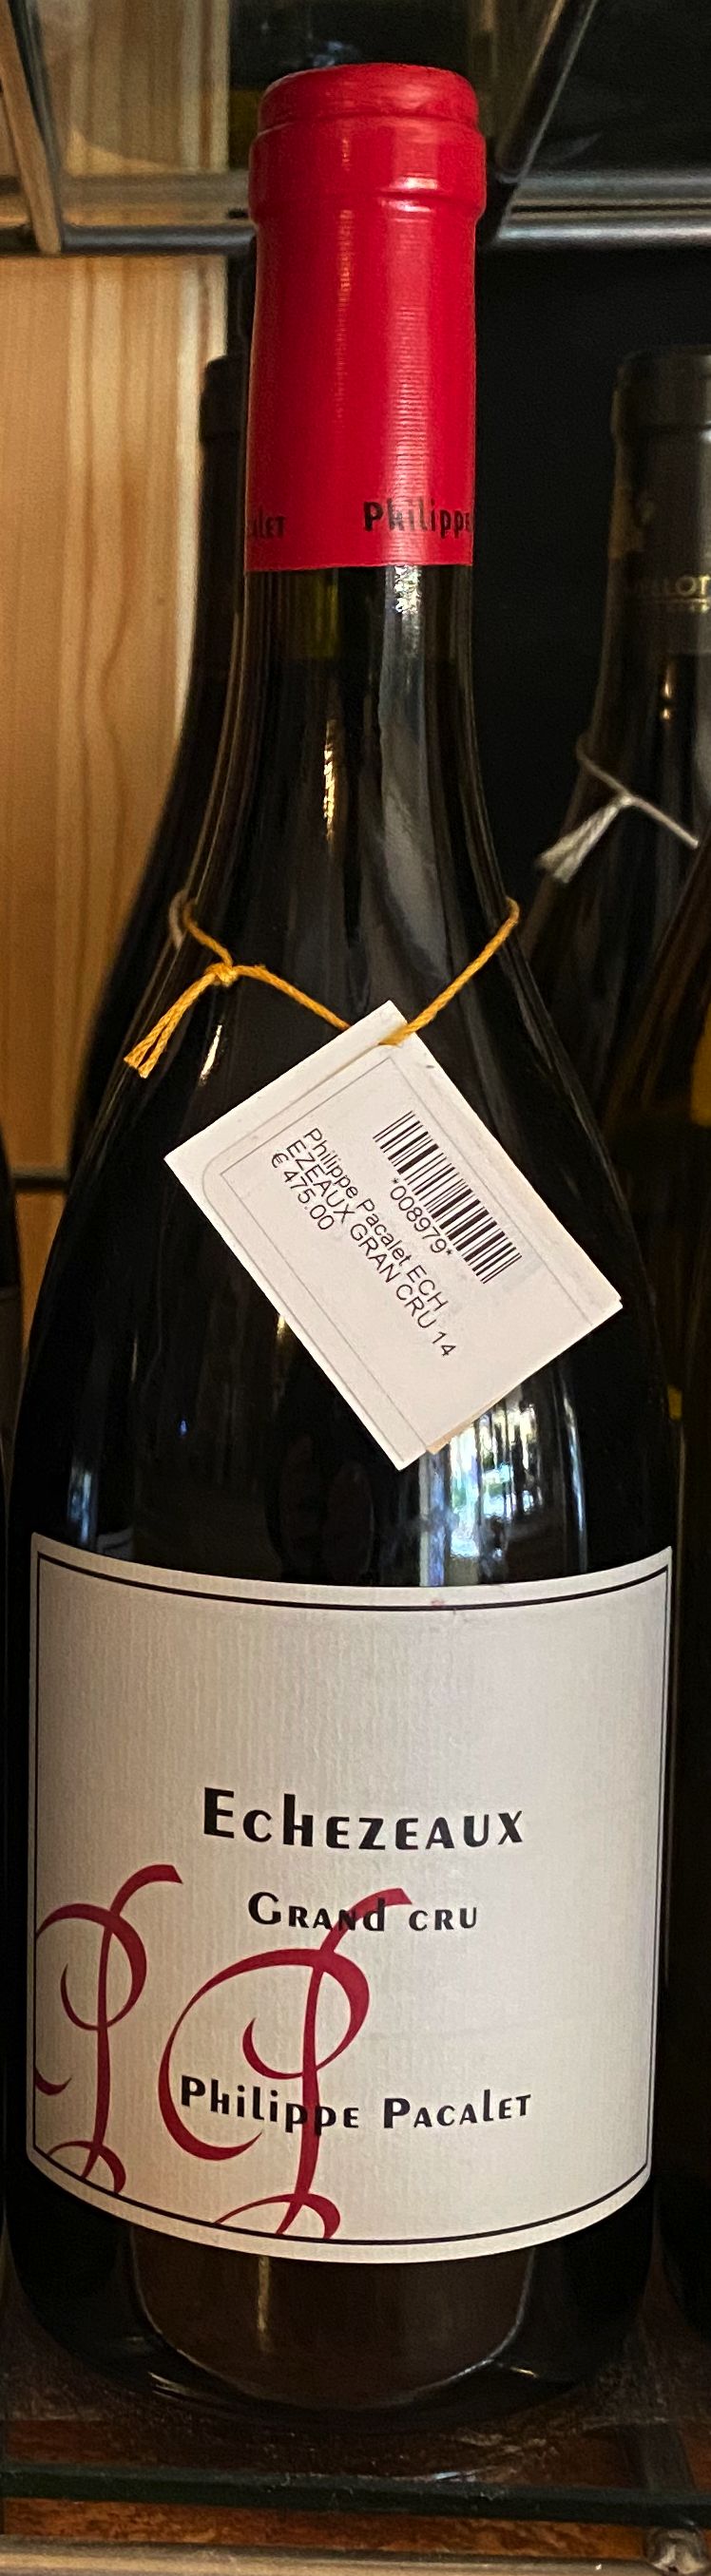 Philippe
*008979*
Philippe Pacalet ECH
EZEAUX GRAN CRU 14
€ 475.00
Echezeaux
Grand cru
Philippe Pacalet